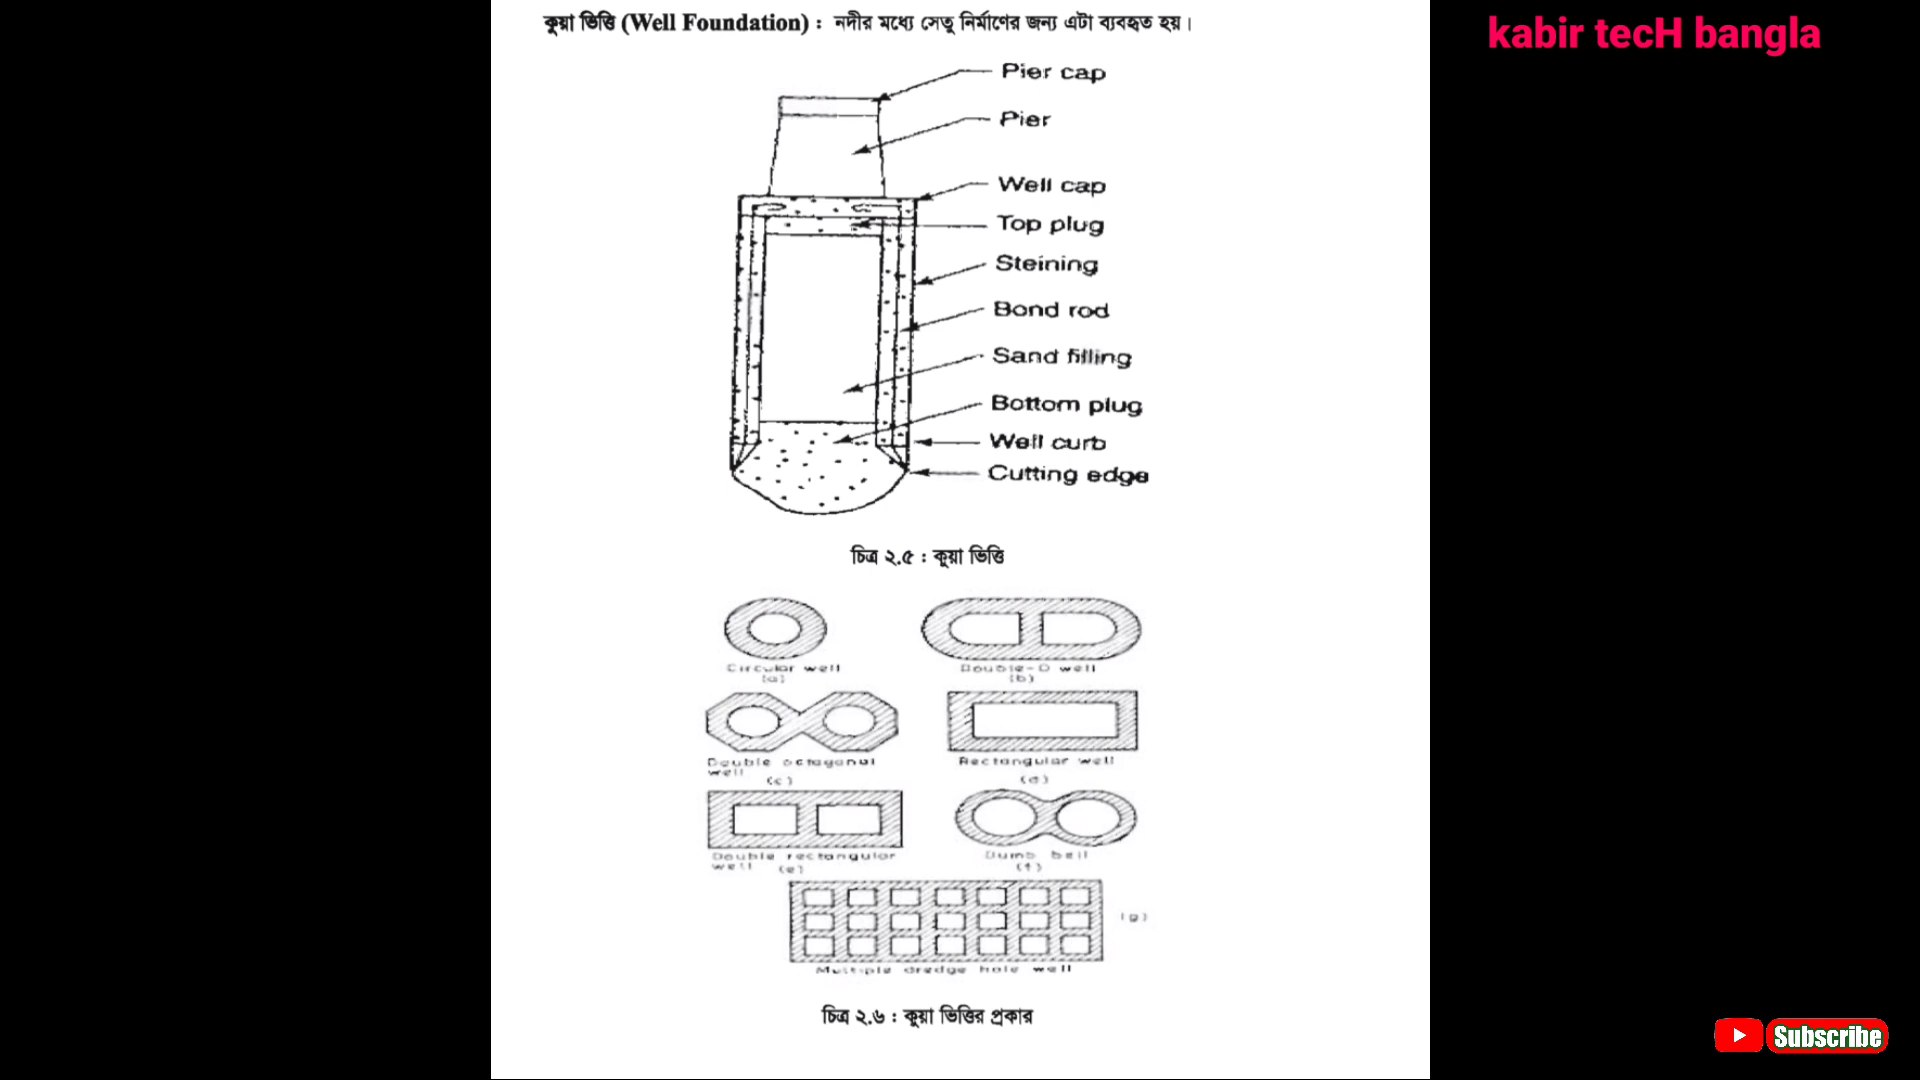 কুয়া ভিত্তি (Well Foundation) : নদীর মধ্যে সেতু নির্মাণের জন্য এটা ব্যবহৃত হয়।
kabir tecH bangla
Pier cap
Pier
Well cap
Top plug
Steining
Bond rod
Sand filling
Bottom plug
Well curb
Cutting edge
চিত্র ২.৫ : কুয়া ভিত্তি
Circular well
(a)
Double-D well
(b)
Double octagonal
well
(c)
Rectangular well
(d)
Double rectangular
well (e)
Dumb bell
(f)
(g)
Multiple dredge hole well
চিত্র ২.৬ : কুয়া ভিত্তির প্রকার
Subscribe